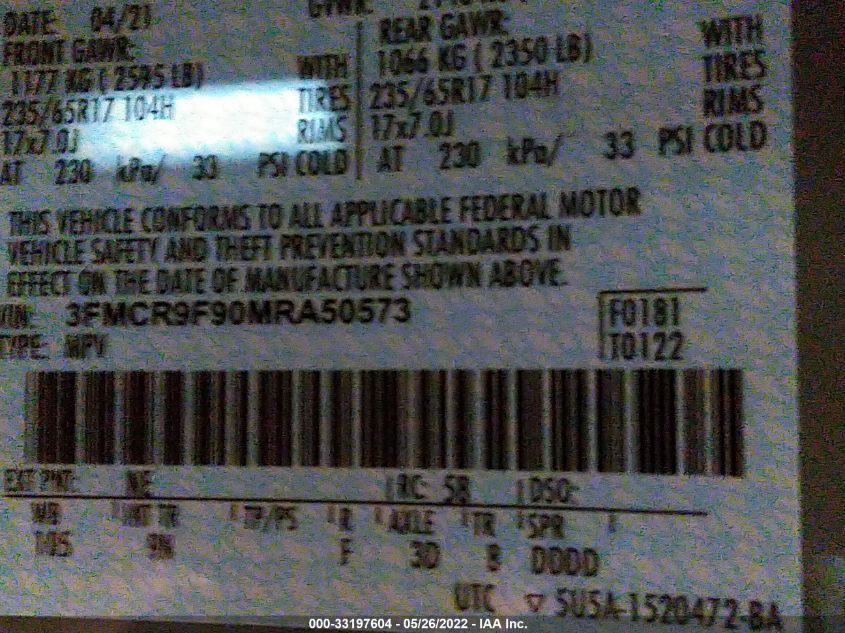 DATE: 04/21
FRONT GAWR: REAR GAWR:
1177 KG ( 2595 LB) WITH 1066 KG ( 2350 LB) WITH
235/65R17 104H TIRES 235/65R17 104H TIRES
17x7.0J RIMS 17x7.0J RIMS
AT 230 kPa/ 33 PSI COLD AT 230 kPa/ 33 PSI COLD
THIS VEHICLE CONFORMS TO ALL APPLICABLE FEDERAL MOTOR
VEHICLE SAFETY AND THEFT PREVENTION STANDARDS IN
EFFECT ON THE DATE OF MANUFACTURE SHOWN ABOVE.
VIN: 3FMCR9F90MRA50573 F0181
TYPE: MPV T0122
EXT PNT: RC: 58 DSO:
WB INT TR TP/PS R AXLE TR SPR
105 9N F 3D B DDDD
UTC ▽ 5U5A-1520472-BA
000-33197604 — 05/26/2022 — IAA Inc.